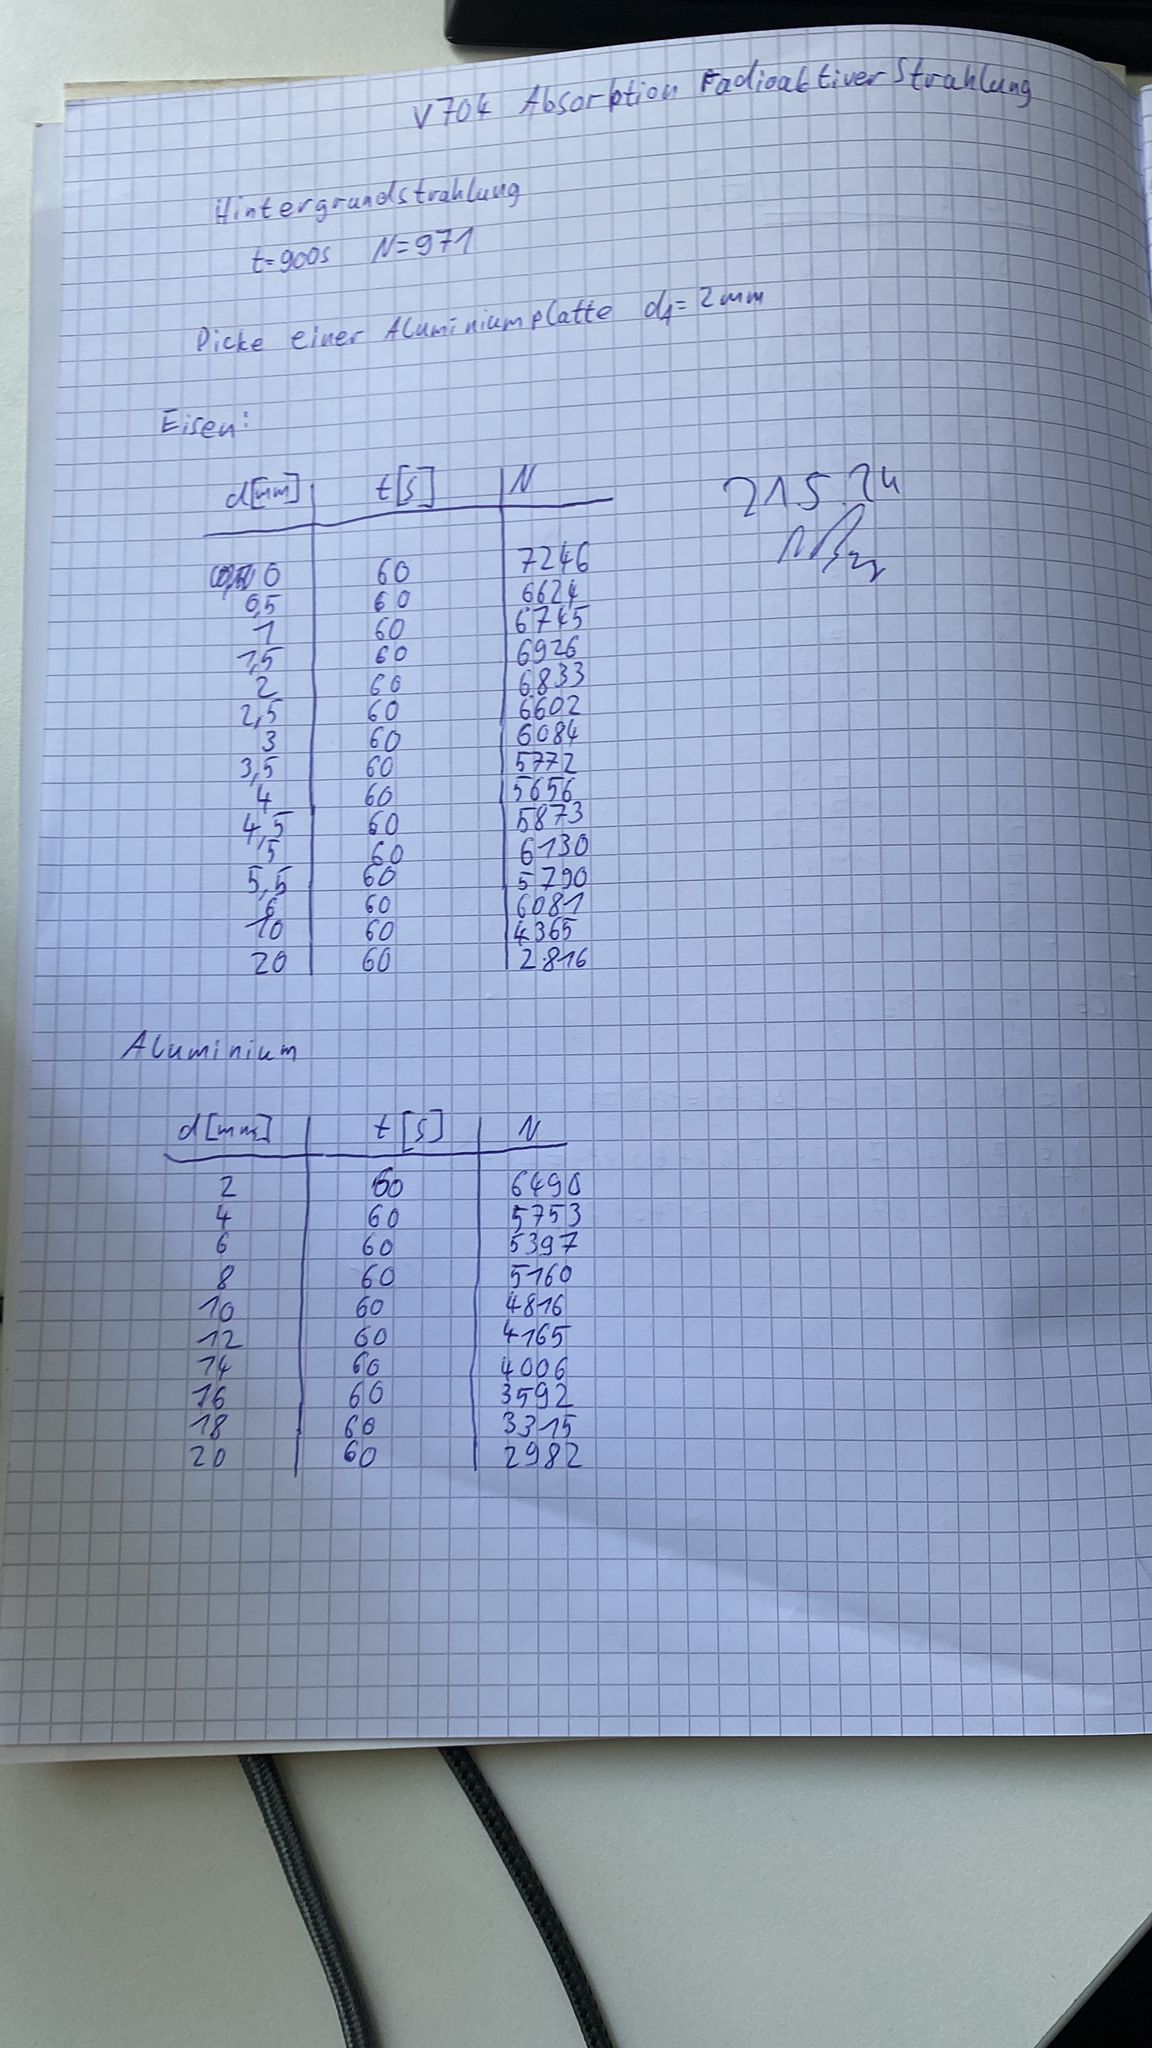 V704 Absorption Radioaktiver Strahlung
Hintergrundstrahlung
t=900s N=971
Dicke einer Aluminiumplatte d₁=2mm
Eisen:
d[mm] t[s] N
21.5.24
0 60 7246
0,5 60 6624
1 60 6745
1,5 60 6926
2 60 6833
2,5 60 6602
3 60 6084
3,5 60 5772
4 60 5656
4,5 60 5873
5 60 6130
5,5 60 5790
6 60 6081
10 60 4365
20 60 2816
Aluminium
d[mm] t[s] N
2 60 6490
4 60 5753
6 60 5397
8 60 5160
10 60 4816
12 60 4165
14 60 4006
16 60 3592
18 60 3315
20 60 2982